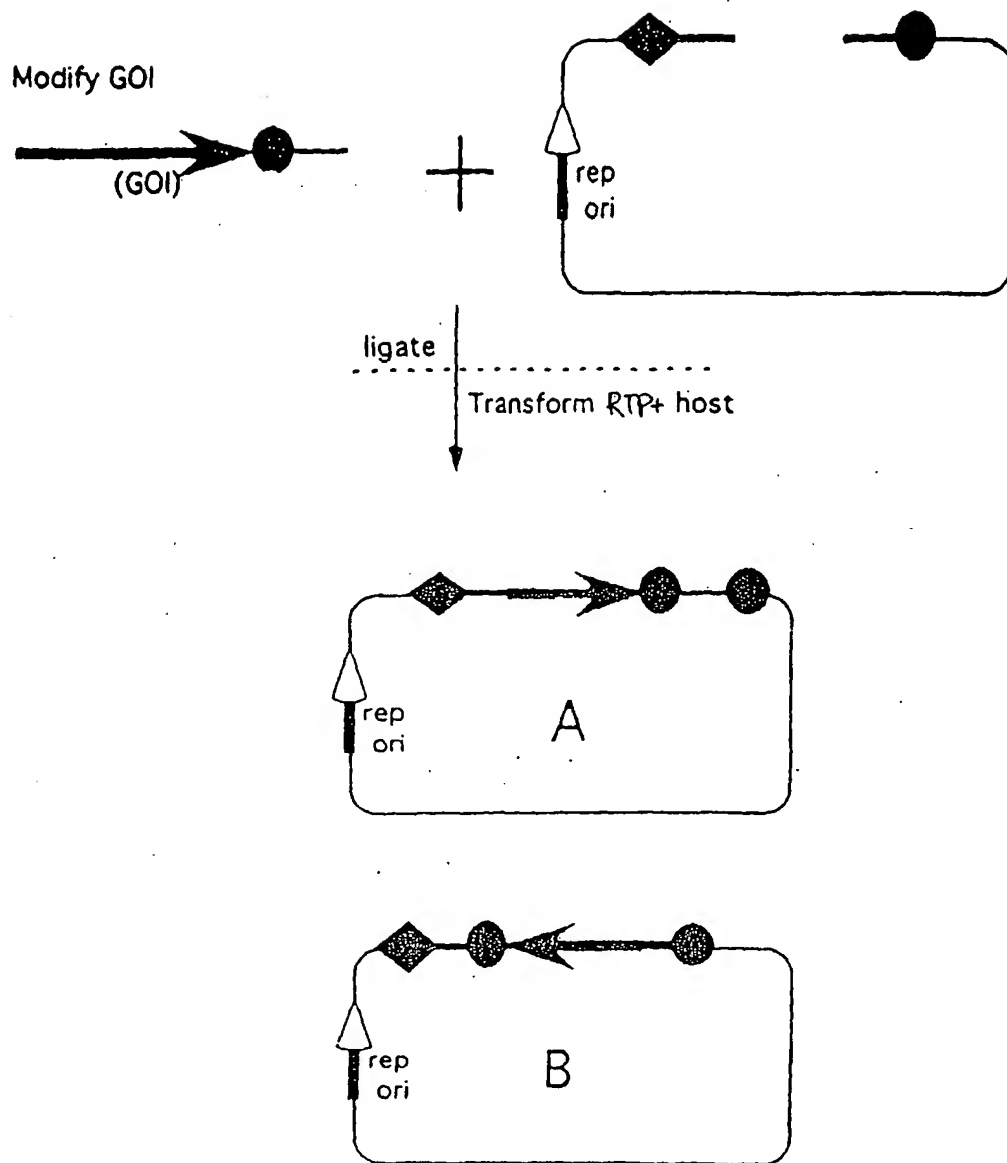 Modify GOI
(GOI)
rep
ori
ligate
Transform RTP+ host
rep
ori
A
rep
ori
B